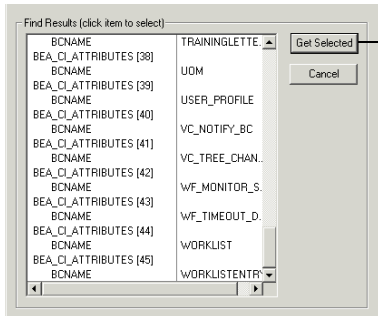 Find Results (click item to select)
BCNAME TRAININGLETTE.
BEA_CI_ATTRIBUTES [38]
BCNAME UOM
BEA_CI_ATTRIBUTES [39]
BCNAME USER_PROFILE
BEA_CI_ATTRIBUTES [40]
BCNAME VC_NOTIFY_BC
BEA_CI_ATTRIBUTES [41]
BCNAME VC_TREE_CHAN..
BEA_CI_ATTRIBUTES [42]
BCNAME WF_MONITOR_S.
BEA_CI_ATTRIBUTES [43]
BCNAME WF_TIMEOUT_D.
BEA_CI_ATTRIBUTES [44]
BCNAME WORKLIST
BEA_CI_ATTRIBUTES [45]
BCNAME WORKLISTENTRY
Get Selected
Cancel